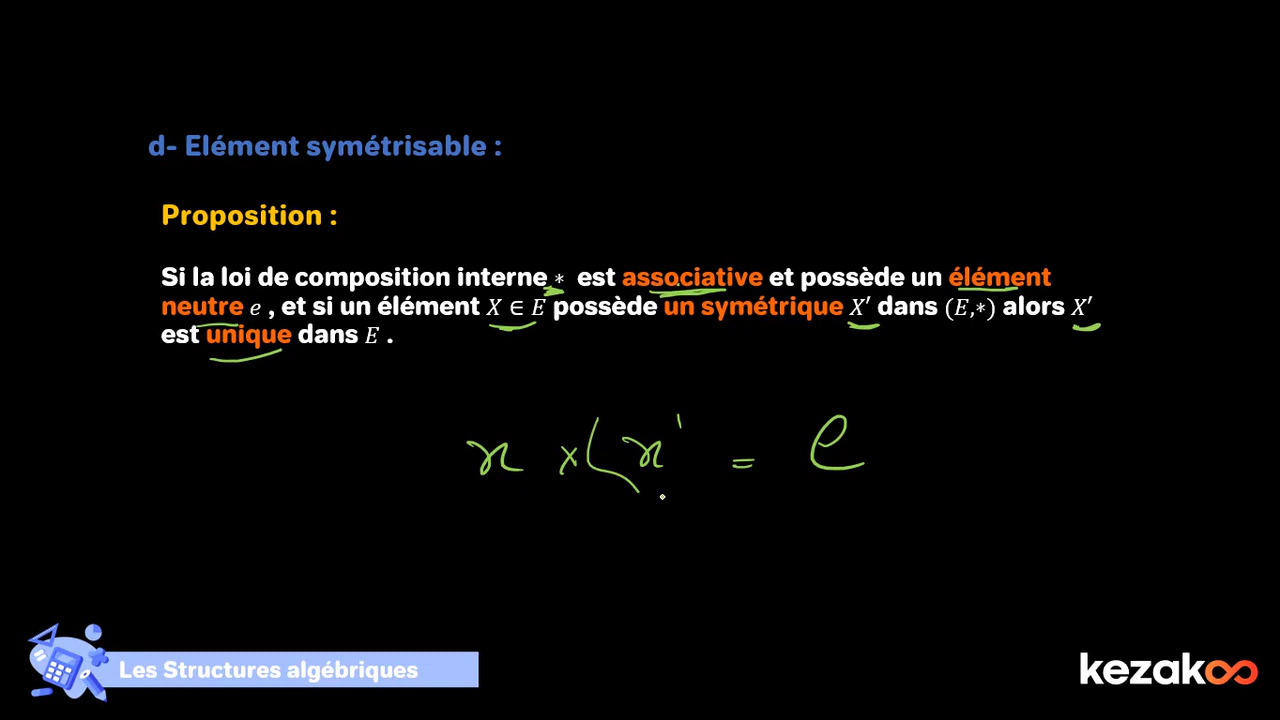 d- Elément symétrisable :
Proposition :
Si la loi de composition interne * est associative et possède un élément
neutre e , et si un élément X ∈ E possède un symétrique X′ dans (E,*) alors X′
est unique dans E .
x × (x' = e
Les Structures algébriques
kezakoo